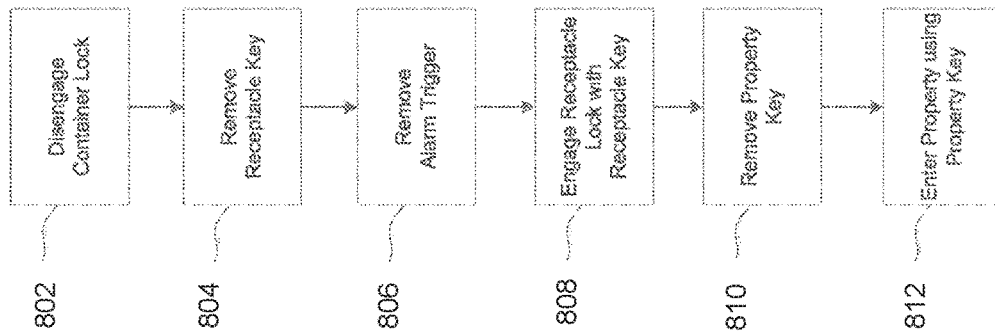 802
Disengage
Container Lock
804
Remove
Receptacle Key
806
Remove
Alarm Trigger
808
Engage Receptacle
Lock with
Receptacle Key
810
Remove Property
Key
812
Enter Property using
Property Key